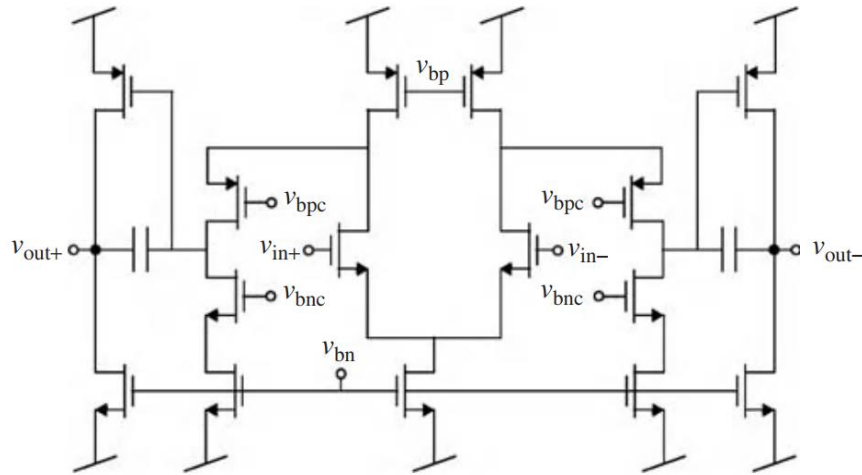 v_bp
v_bpc v_bpc
v_out+ v_in+ v_in− v_out−
v_bnc v_bnc
v_bn